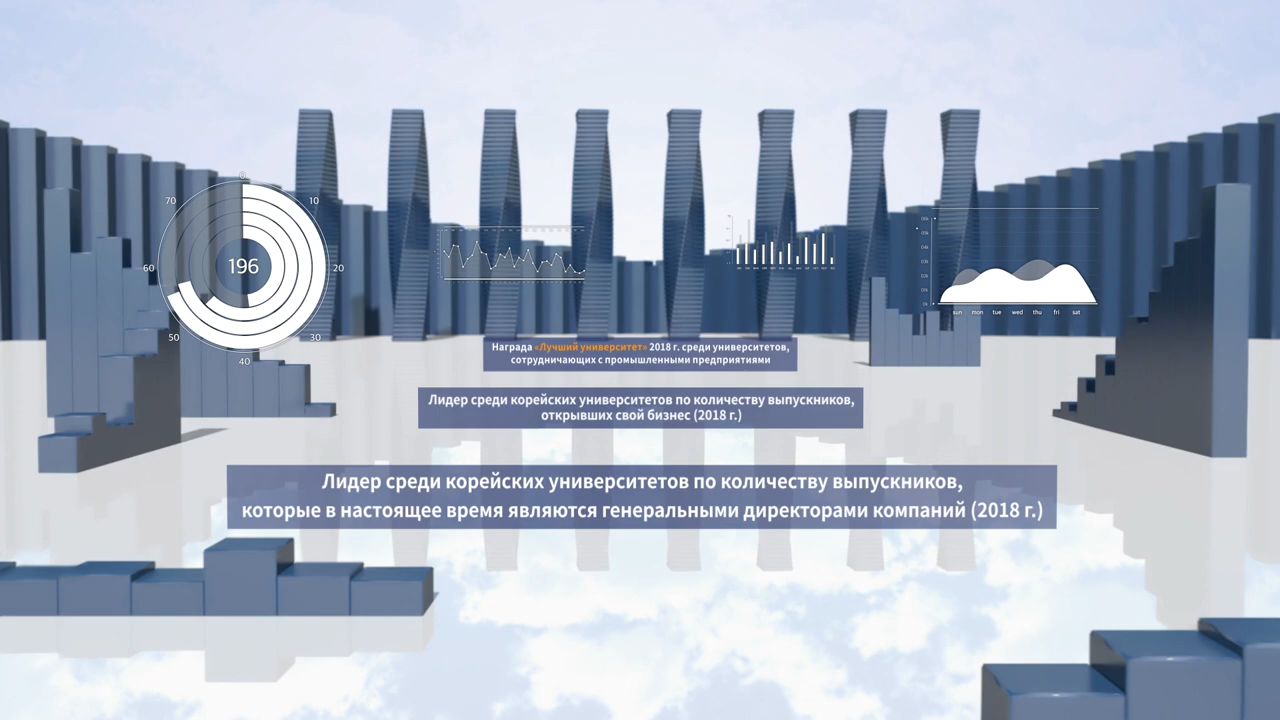 0
70
10
196
60
20
50
30
40
sun mon tue wed thu fri sat
Награда «Лучший университет» 2018 г. среди университетов,
сотрудничающих с промышленными предприятиями
Лидер среди корейских университетов по количеству выпускников,
открывших свой бизнес (2018 г.)
Лидер среди корейских университетов по количеству выпускников,
которые в настоящее время являются генеральными директорами компаний (2018 г.)